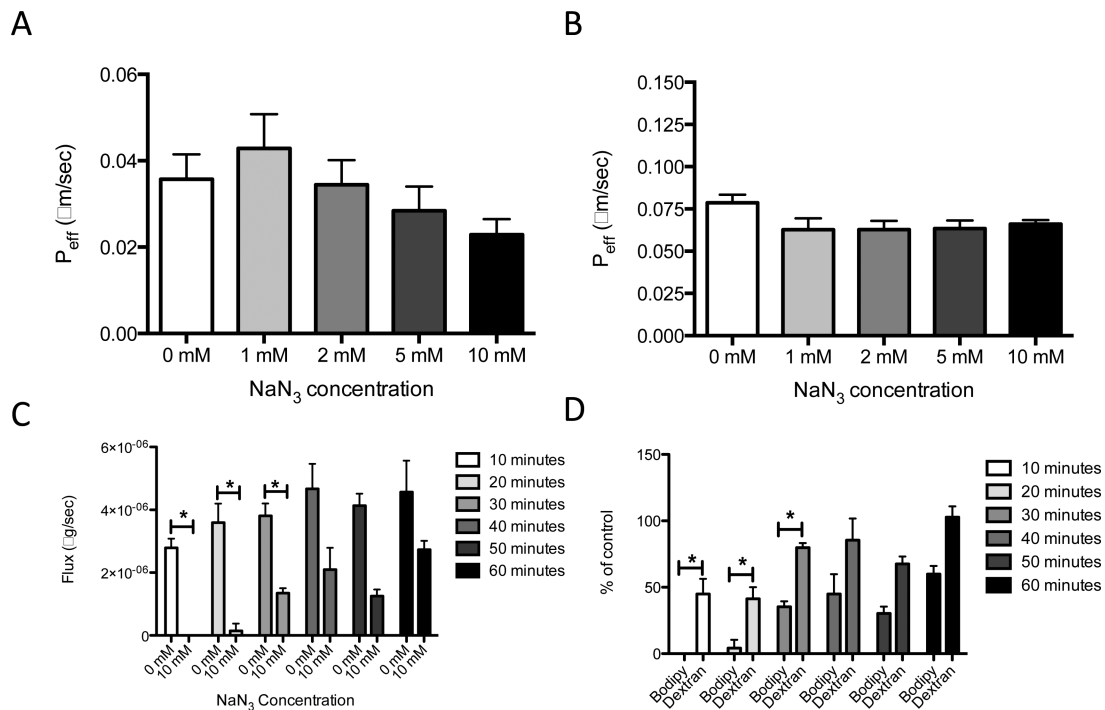 A
B
0.06
0.04
0.02
0.00
P_eff (□m/sec)
0 mM 1 mM 2 mM 5 mM 10 mM
NaN₃ concentration
0.150
0.125
0.100
0.075
0.050
0.025
0.000
P_eff (□m/sec)
0 mM 1 mM 2 mM 5 mM 10 mM
NaN₃ concentration
C
6×10⁻⁰⁶
4×10⁻⁰⁶
2×10⁻⁰⁶
0
Flux (□g/sec)
* * *
0 mM 10 mM 0 mM 10 mM 0 mM 10 mM 0 mM 10 mM 0 mM 10 mM 0 mM 10 mM
NaN₃ Concentration
10 minutes
20 minutes
30 minutes
40 minutes
50 minutes
60 minutes
D
150
100
50
0
% of control
* * *
Bodipy Dextran Bodipy Dextran Bodipy Dextran Bodipy Dextran Bodipy Dextran Bodipy Dextran
10 minutes
20 minutes
30 minutes
40 minutes
50 minutes
60 minutes